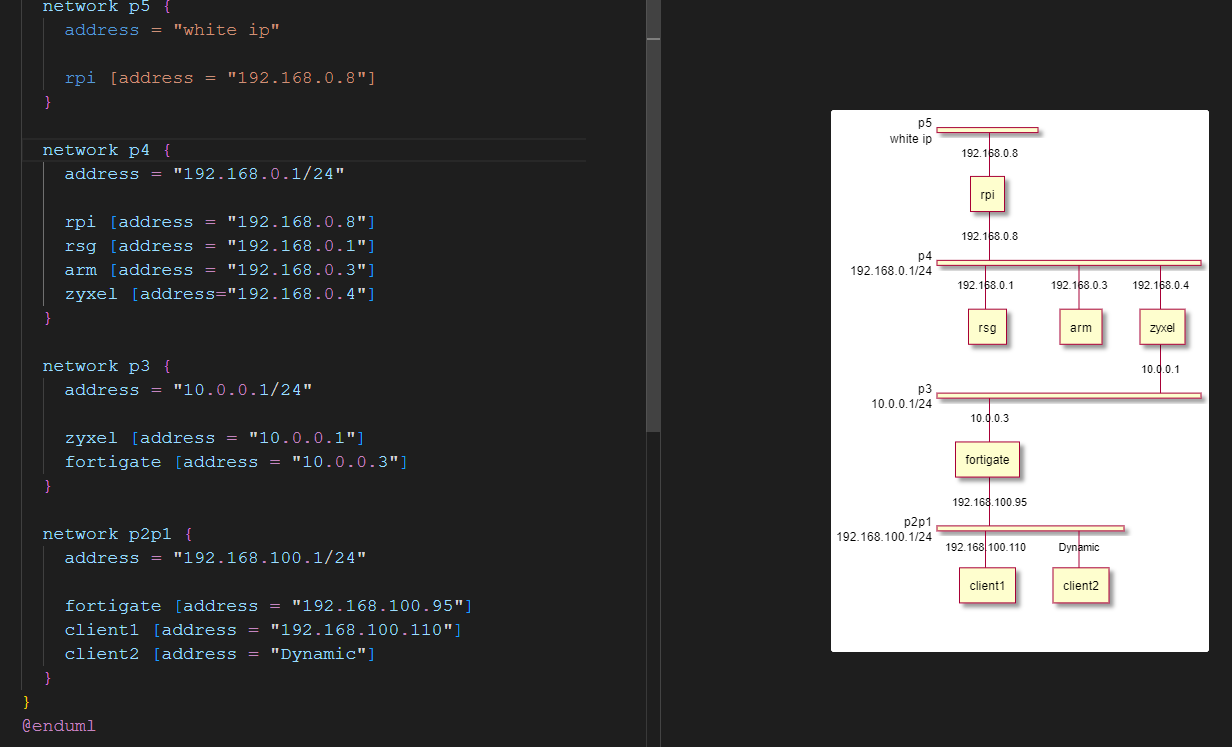 network p5 {
address = "white ip"
rpi [address = "192.168.0.8"]
}
network p4 {
address = "192.168.0.1/24"
rpi [address = "192.168.0.8"]
rsg [address = "192.168.0.1"]
arm [address = "192.168.0.3"]
zyxel [address="192.168.0.4"]
}
network p3 {
address = "10.0.0.1/24"
zyxel [address = "10.0.0.1"]
fortigate [address = "10.0.0.3"]
}
network p2p1 {
address = "192.168.100.1/24"
fortigate [address = "192.168.100.95"]
client1 [address = "192.168.100.110"]
client2 [address = "Dynamic"]
}
}
@enduml
p5
white ip
192.168.0.8
rpi
192.168.0.8
p4
192.168.0.1/24
192.168.0.1 192.168.0.3 192.168.0.4
rsg arm zyxel
10.0.0.1
p3
10.0.0.1/24
10.0.0.3
fortigate
192.168.100.95
p2p1
192.168.100.1/24
192.168.100.110 Dynamic
client1 client2